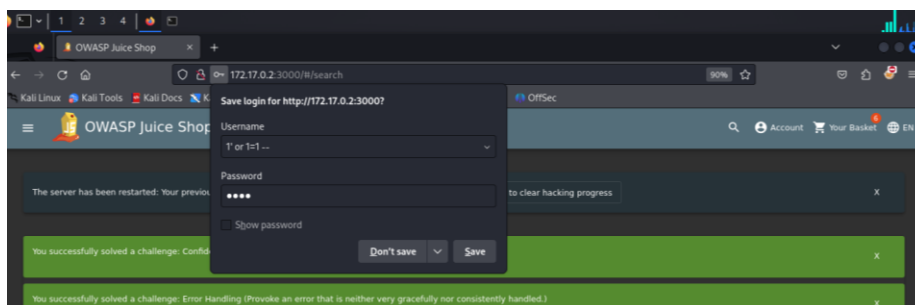 1 2 3 4
OWASP Juice Shop
172.17.0.2:3000/#/search 90%
Kali Linux Kali Tools Kali Docs OffSec
Save login for http://172.17.0.2:3000?
OWASP Juice Shop Account Your Basket 6 EN
Username
1' or 1=1 --
Password
••••
The server has been restarted: Your previou to clear hacking progress X
Show password
Don't save Save
You successfully solved a challenge: Confid X
You successfully solved a challenge: Error Handling (Provoke an error that is neither very gracefully nor consistently handled.) X